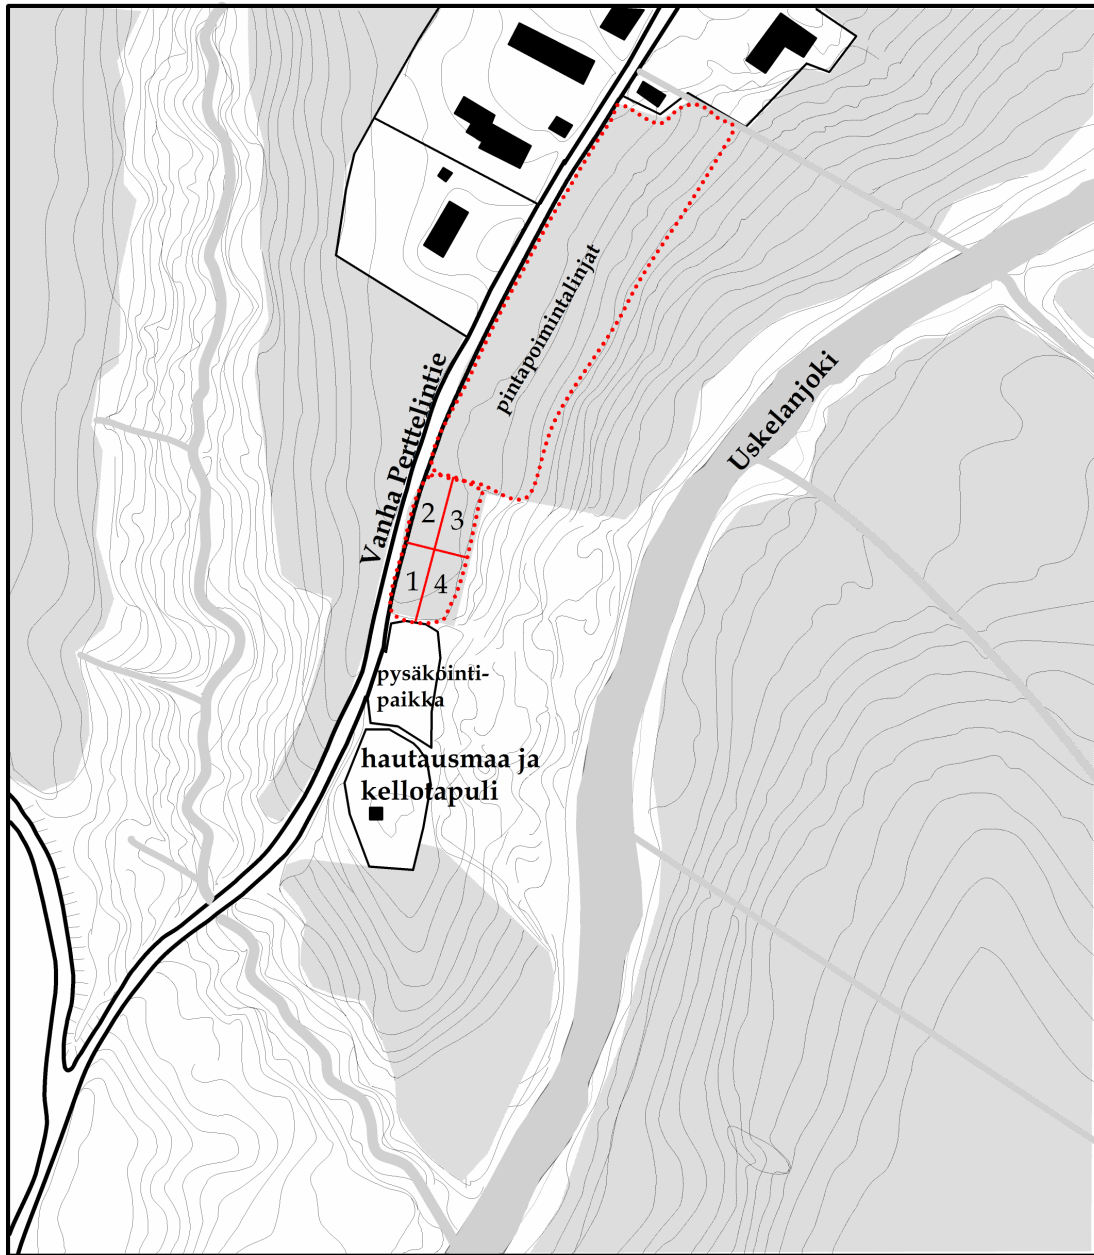 pintapoimintalinjat
Uskelanjoki
Vanha Perttelintie
2
3
1
4
pysäköinti-
paikka
hautausmaa ja
kellotapuli